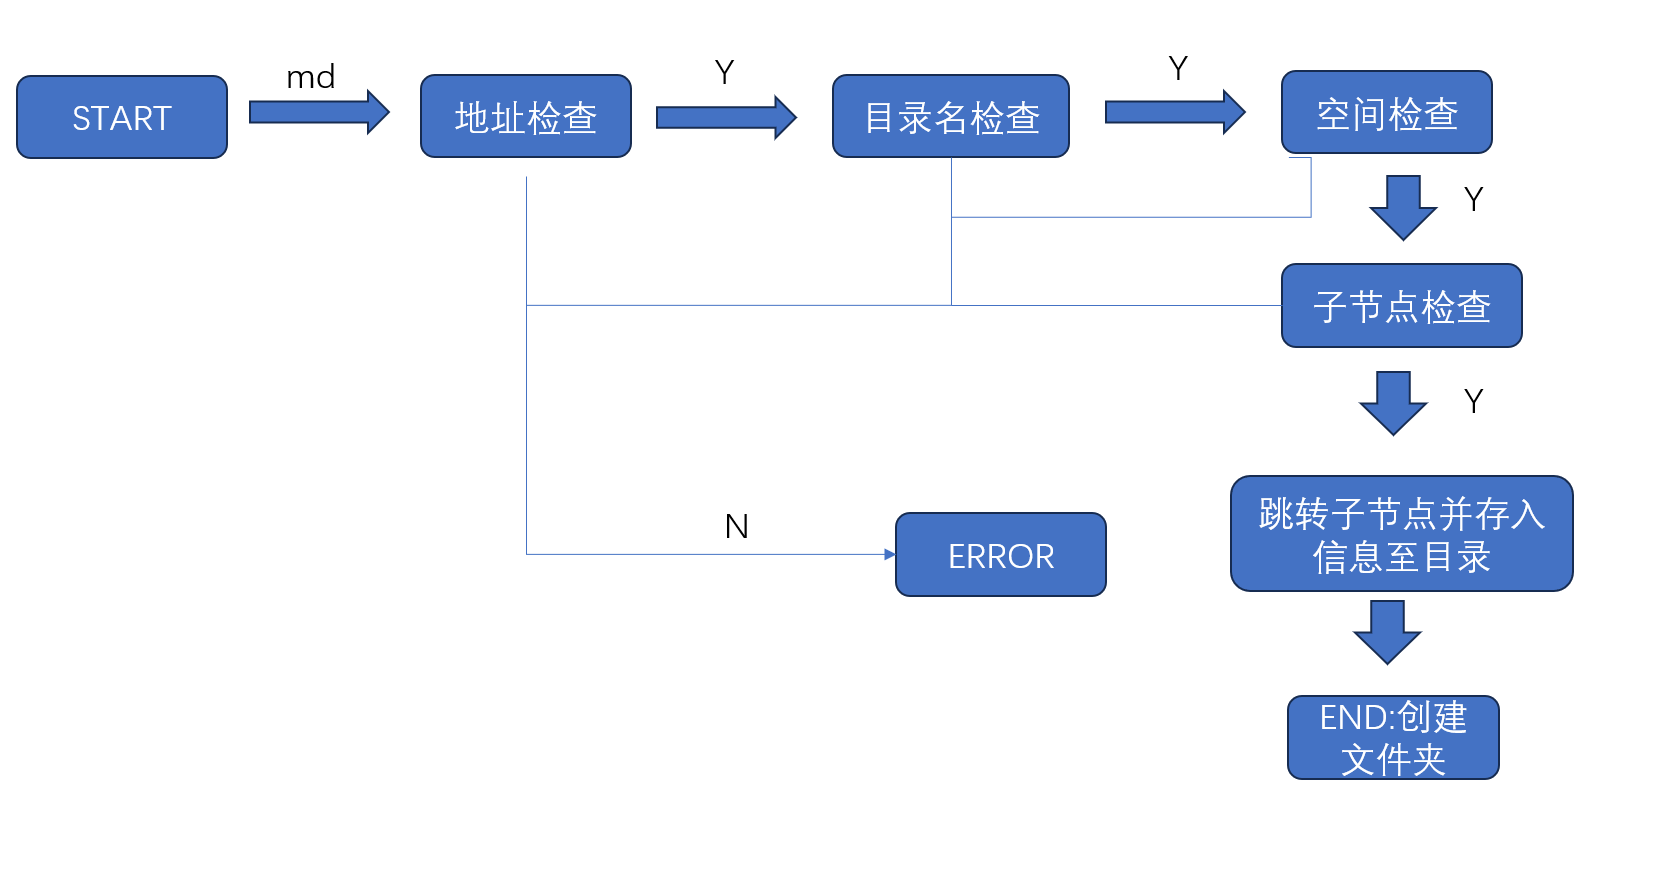 START
md
地址检查
Y
目录名检查
Y
空间检查
Y
子节点检查
Y
跳转子节点并存入
信息至目录
N
ERROR
END:创建
文件夹